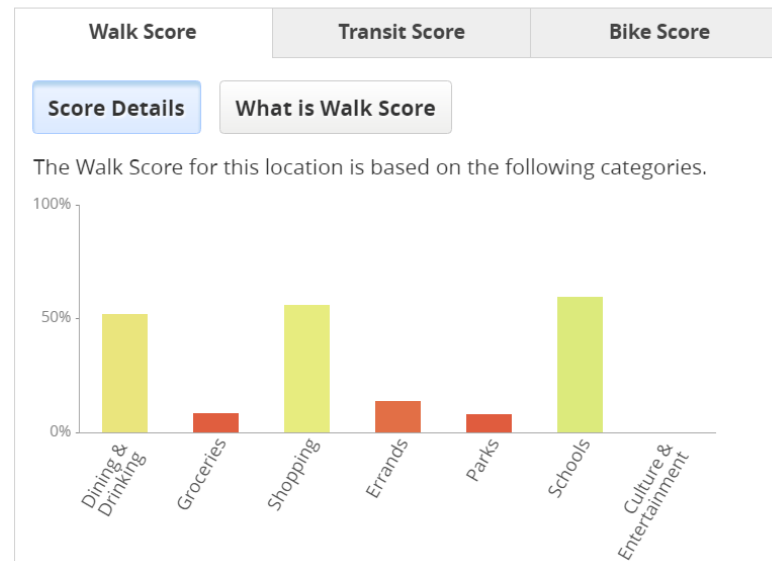 Walk Score
Transit Score
Bike Score
Score Details
What is Walk Score
The Walk Score for this location is based on the following categories.
100%
50%
0%
Dining &
Drinking
Groceries
Shopping
Errands
Parks
Schools
Culture &
Entertainment